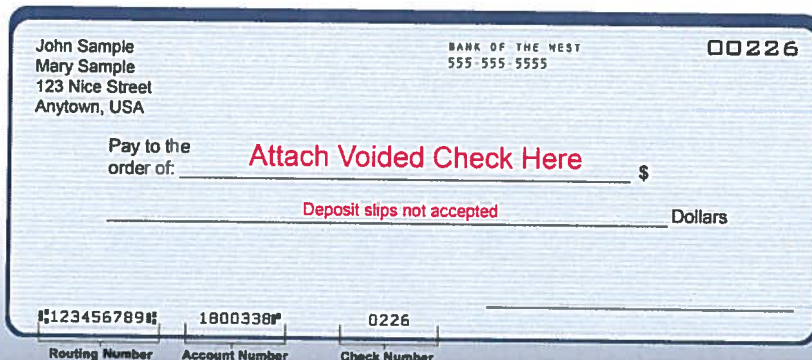 John Sample
Mary Sample
123 Nice Street
Anytown, USA
BANK OF THE WEST
555-555-5555
00226
Pay to the
order of: Attach Voided Check Here $
Deposit slips not accepted Dollars
⑆123456789⑆ 1800338⑈ 0226
Routing Number Account Number Check Number